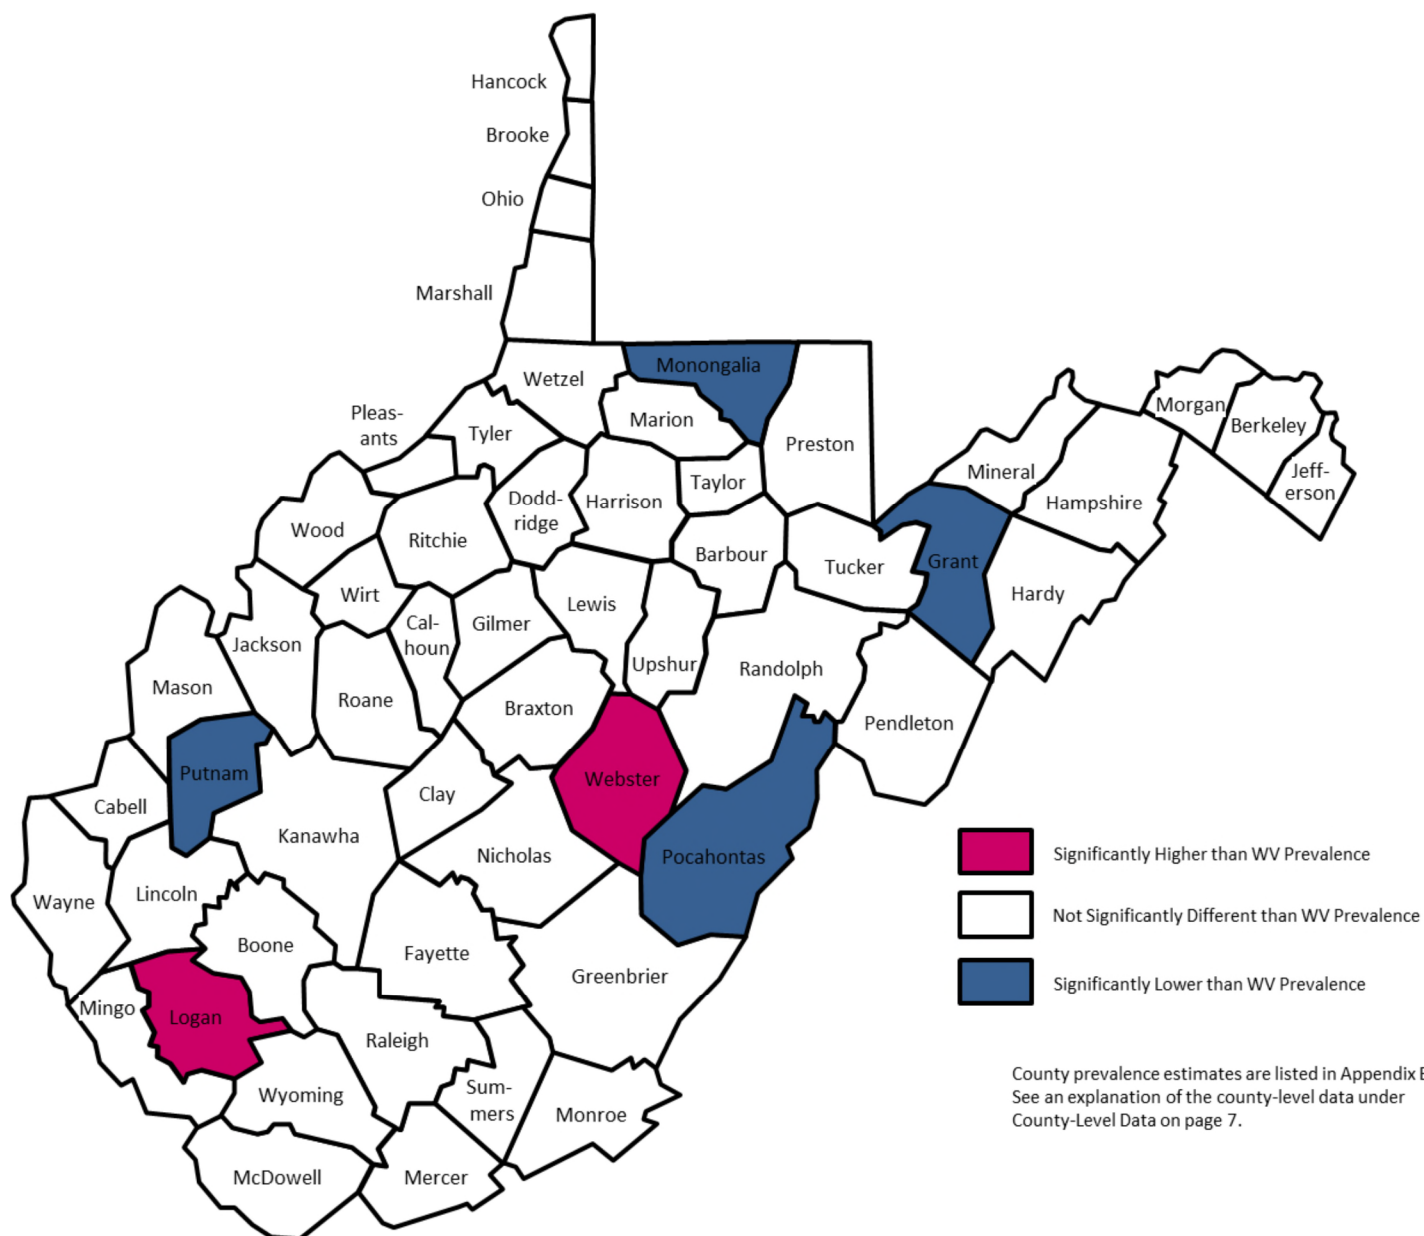 Hancock
Brooke
Ohio
Marshall
Wetzel
Monongalia
Pleas-
ants
Tyler
Marion
Preston
Morgan
Berkeley
Jeff-
erson
Mineral
Hampshire
Wood
Ritchie
Dodd-
ridge
Harrison
Taylor
Barbour
Tucker
Grant
Hardy
Wirt
Cal-
houn
Gilmer
Lewis
Upshur
Randolph
Jackson
Mason
Roane
Braxton
Pendleton
Putnam
Cabell
Clay
Webster
Kanawha
Nicholas
Pocahontas
Wayne
Lincoln
Boone
Fayette
Greenbrier
Mingo
Logan
Raleigh
Wyoming
Sum-
mers
Monroe
McDowell
Mercer
Significantly Higher than WV Prevalence
Not Significantly Different than WV Prevalence
Significantly Lower than WV Prevalence
County prevalence estimates are listed in Appendix
See an explanation of the county-level data under
County-Level Data on page 7.